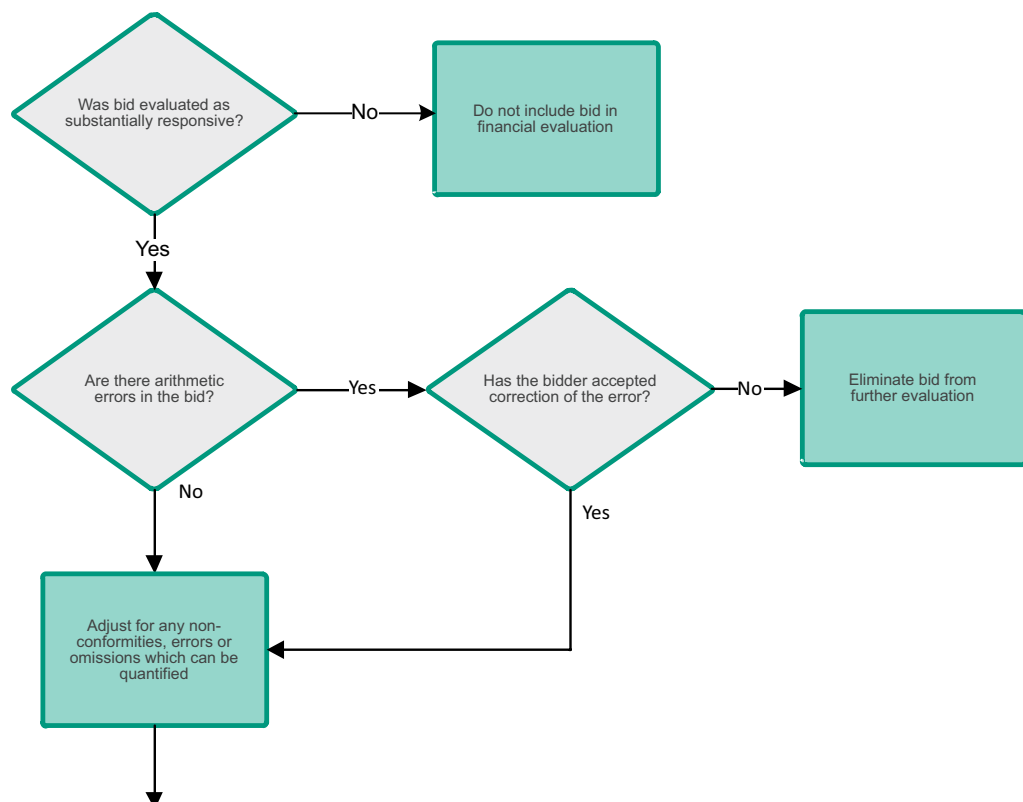 Was bid evaluated as
substantially responsive?
No
Do not include bid in
financial evaluation
Yes
Are there arithmetic
errors in the bid?
Yes
Has the bidder accepted
correction of the error?
No
Eliminate bid from
further evaluation
No
Yes
Adjust for any non-
conformities, errors or
omissions which can be
quantified